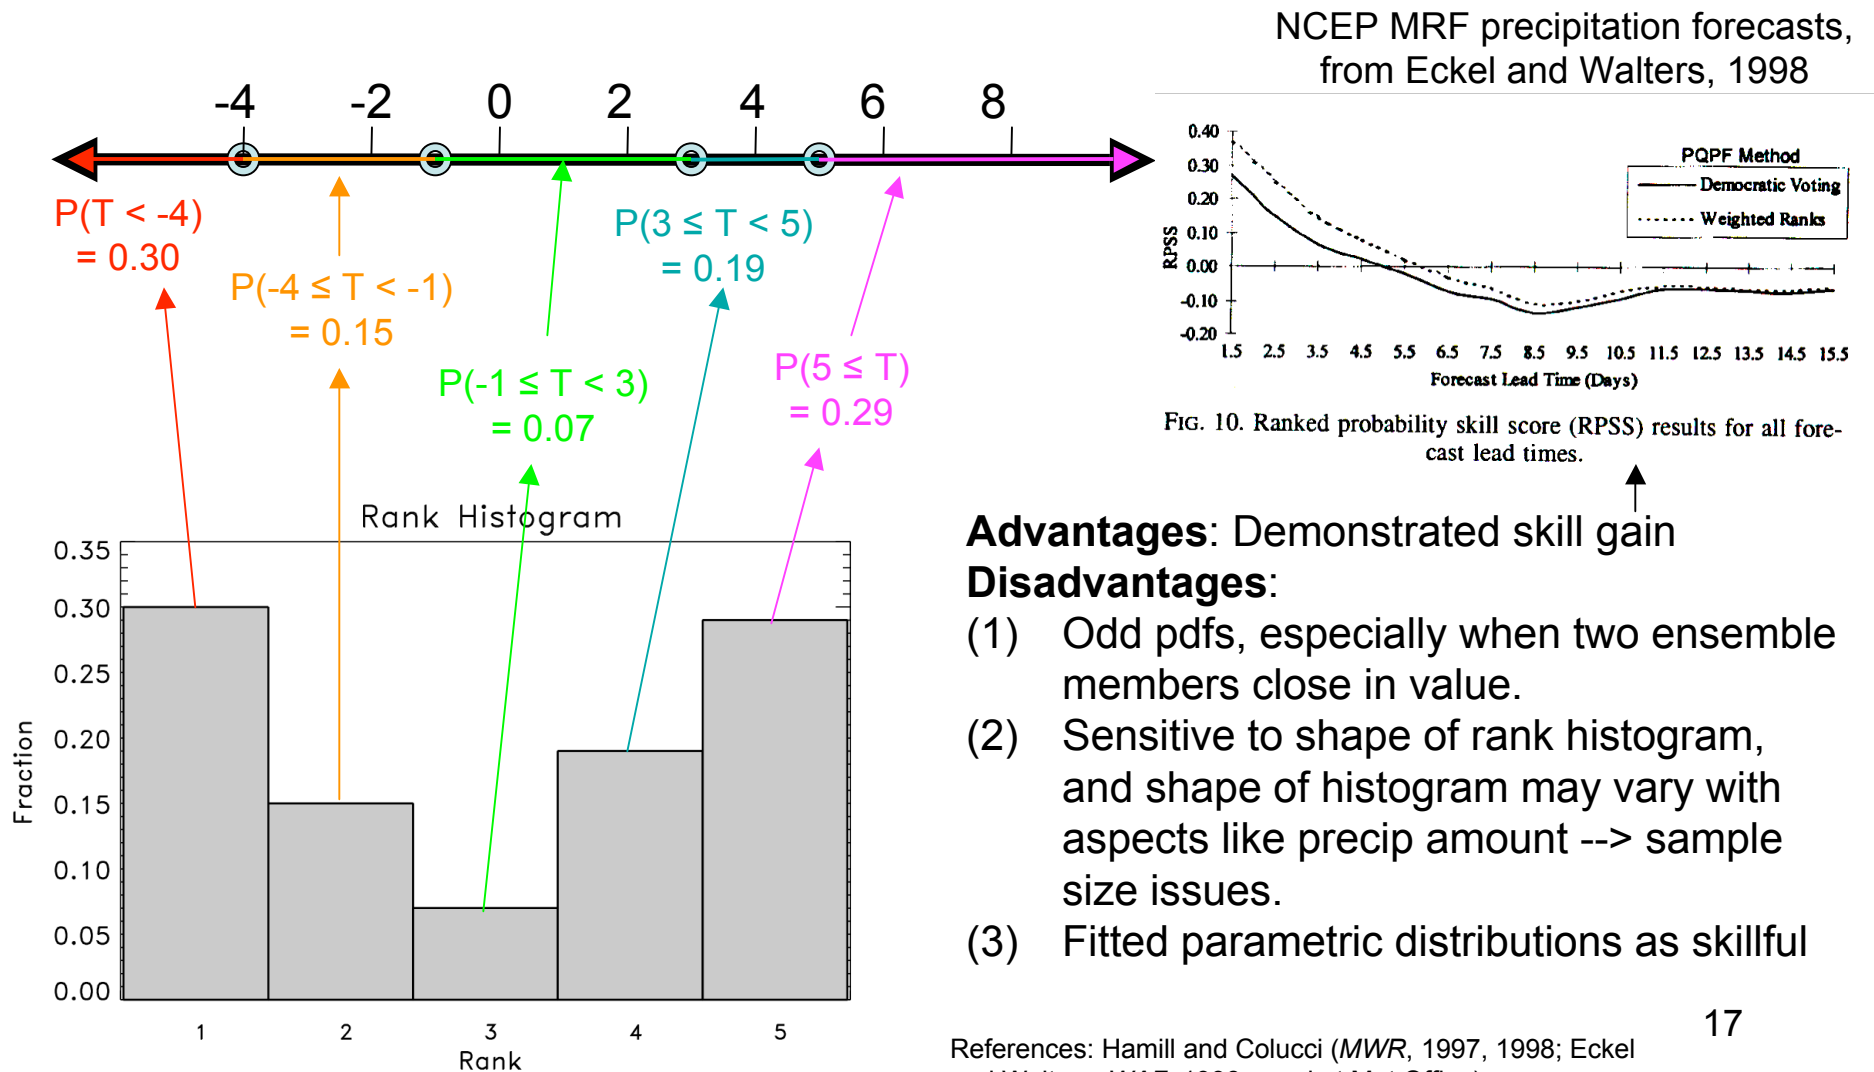 NCEP MRF precipitation forecasts,
from Eckel and Walters, 1998
-4 -2 0 2 4 6 8
P(T < -4)
= 0.30
P(-4 ≤ T < -1)
= 0.15
P(-1 ≤ T < 3)
= 0.07
P(3 ≤ T < 5)
= 0.19
P(5 ≤ T)
= 0.29
0.40
0.30
0.20
0.10
0.00
-0.10
-0.20
RPSS
PQPF Method
Democratic Voting
Weighted Ranks
1.5 2.5 3.5 4.5 5.5 6.5 7.5 8.5 9.5 10.5 11.5 12.5 13.5 14.5 15.5
Forecast Lead Time (Days)
FIG. 10. Ranked probability skill score (RPSS) results for all fore-
cast lead times.
Rank Histogram
0.35
0.30
0.25
0.20
0.15
0.10
0.05
0.00
Fraction
1 2 3 4 5
Rank
Advantages: Demonstrated skill gain
Disadvantages:
(1) Odd pdfs, especially when two ensemble
members close in value.
(2) Sensitive to shape of rank histogram,
and shape of histogram may vary with
aspects like precip amount --> sample
size issues.
(3) Fitted parametric distributions as skillful
17
References: Hamill and Colucci (MWR, 1997, 1998; Eckel